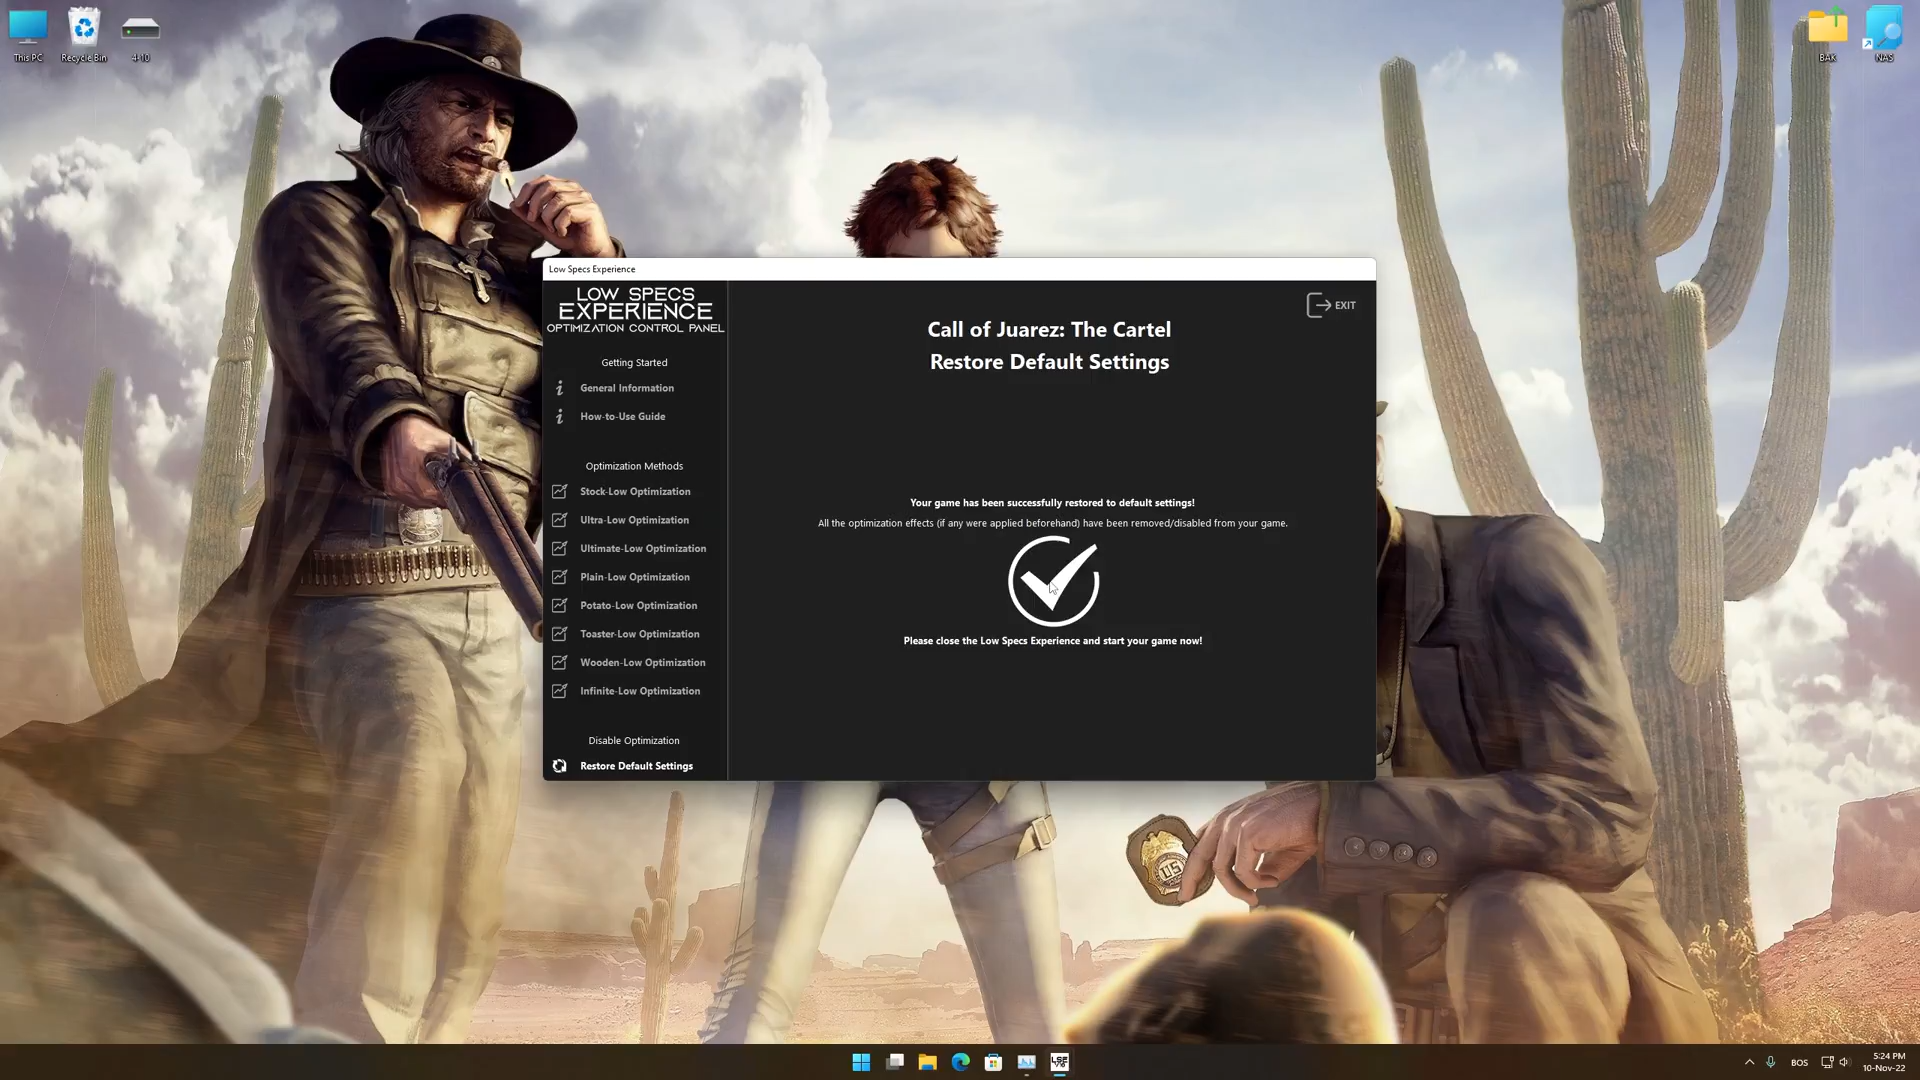 This PC
Recycle Bin
4-10
BAK
NAS
Low Specs Experience
LOW SPECS
EXPERIENCE
OPTIMIZATION CONTROL PANEL
Getting Started
General Information
How-to-Use Guide
Optimization Methods
Stock-Low Optimization
Ultra-Low Optimization
Ultimate-Low Optimization
Plain-Low Optimization
Potato-Low Optimization
Toaster-Low Optimization
Wooden-Low Optimization
Infinite-Low Optimization
Disable Optimization
Restore Default Settings
EXIT
Call of Juarez: The Cartel
Restore Default Settings
Your game has been successfully restored to default settings!
All the optimization effects (if any were applied beforehand) have been removed/disabled from your game.
Please close the Low Specs Experience and start your game now!
US
LSE
BOS
5:24 PM
10-Nov-22